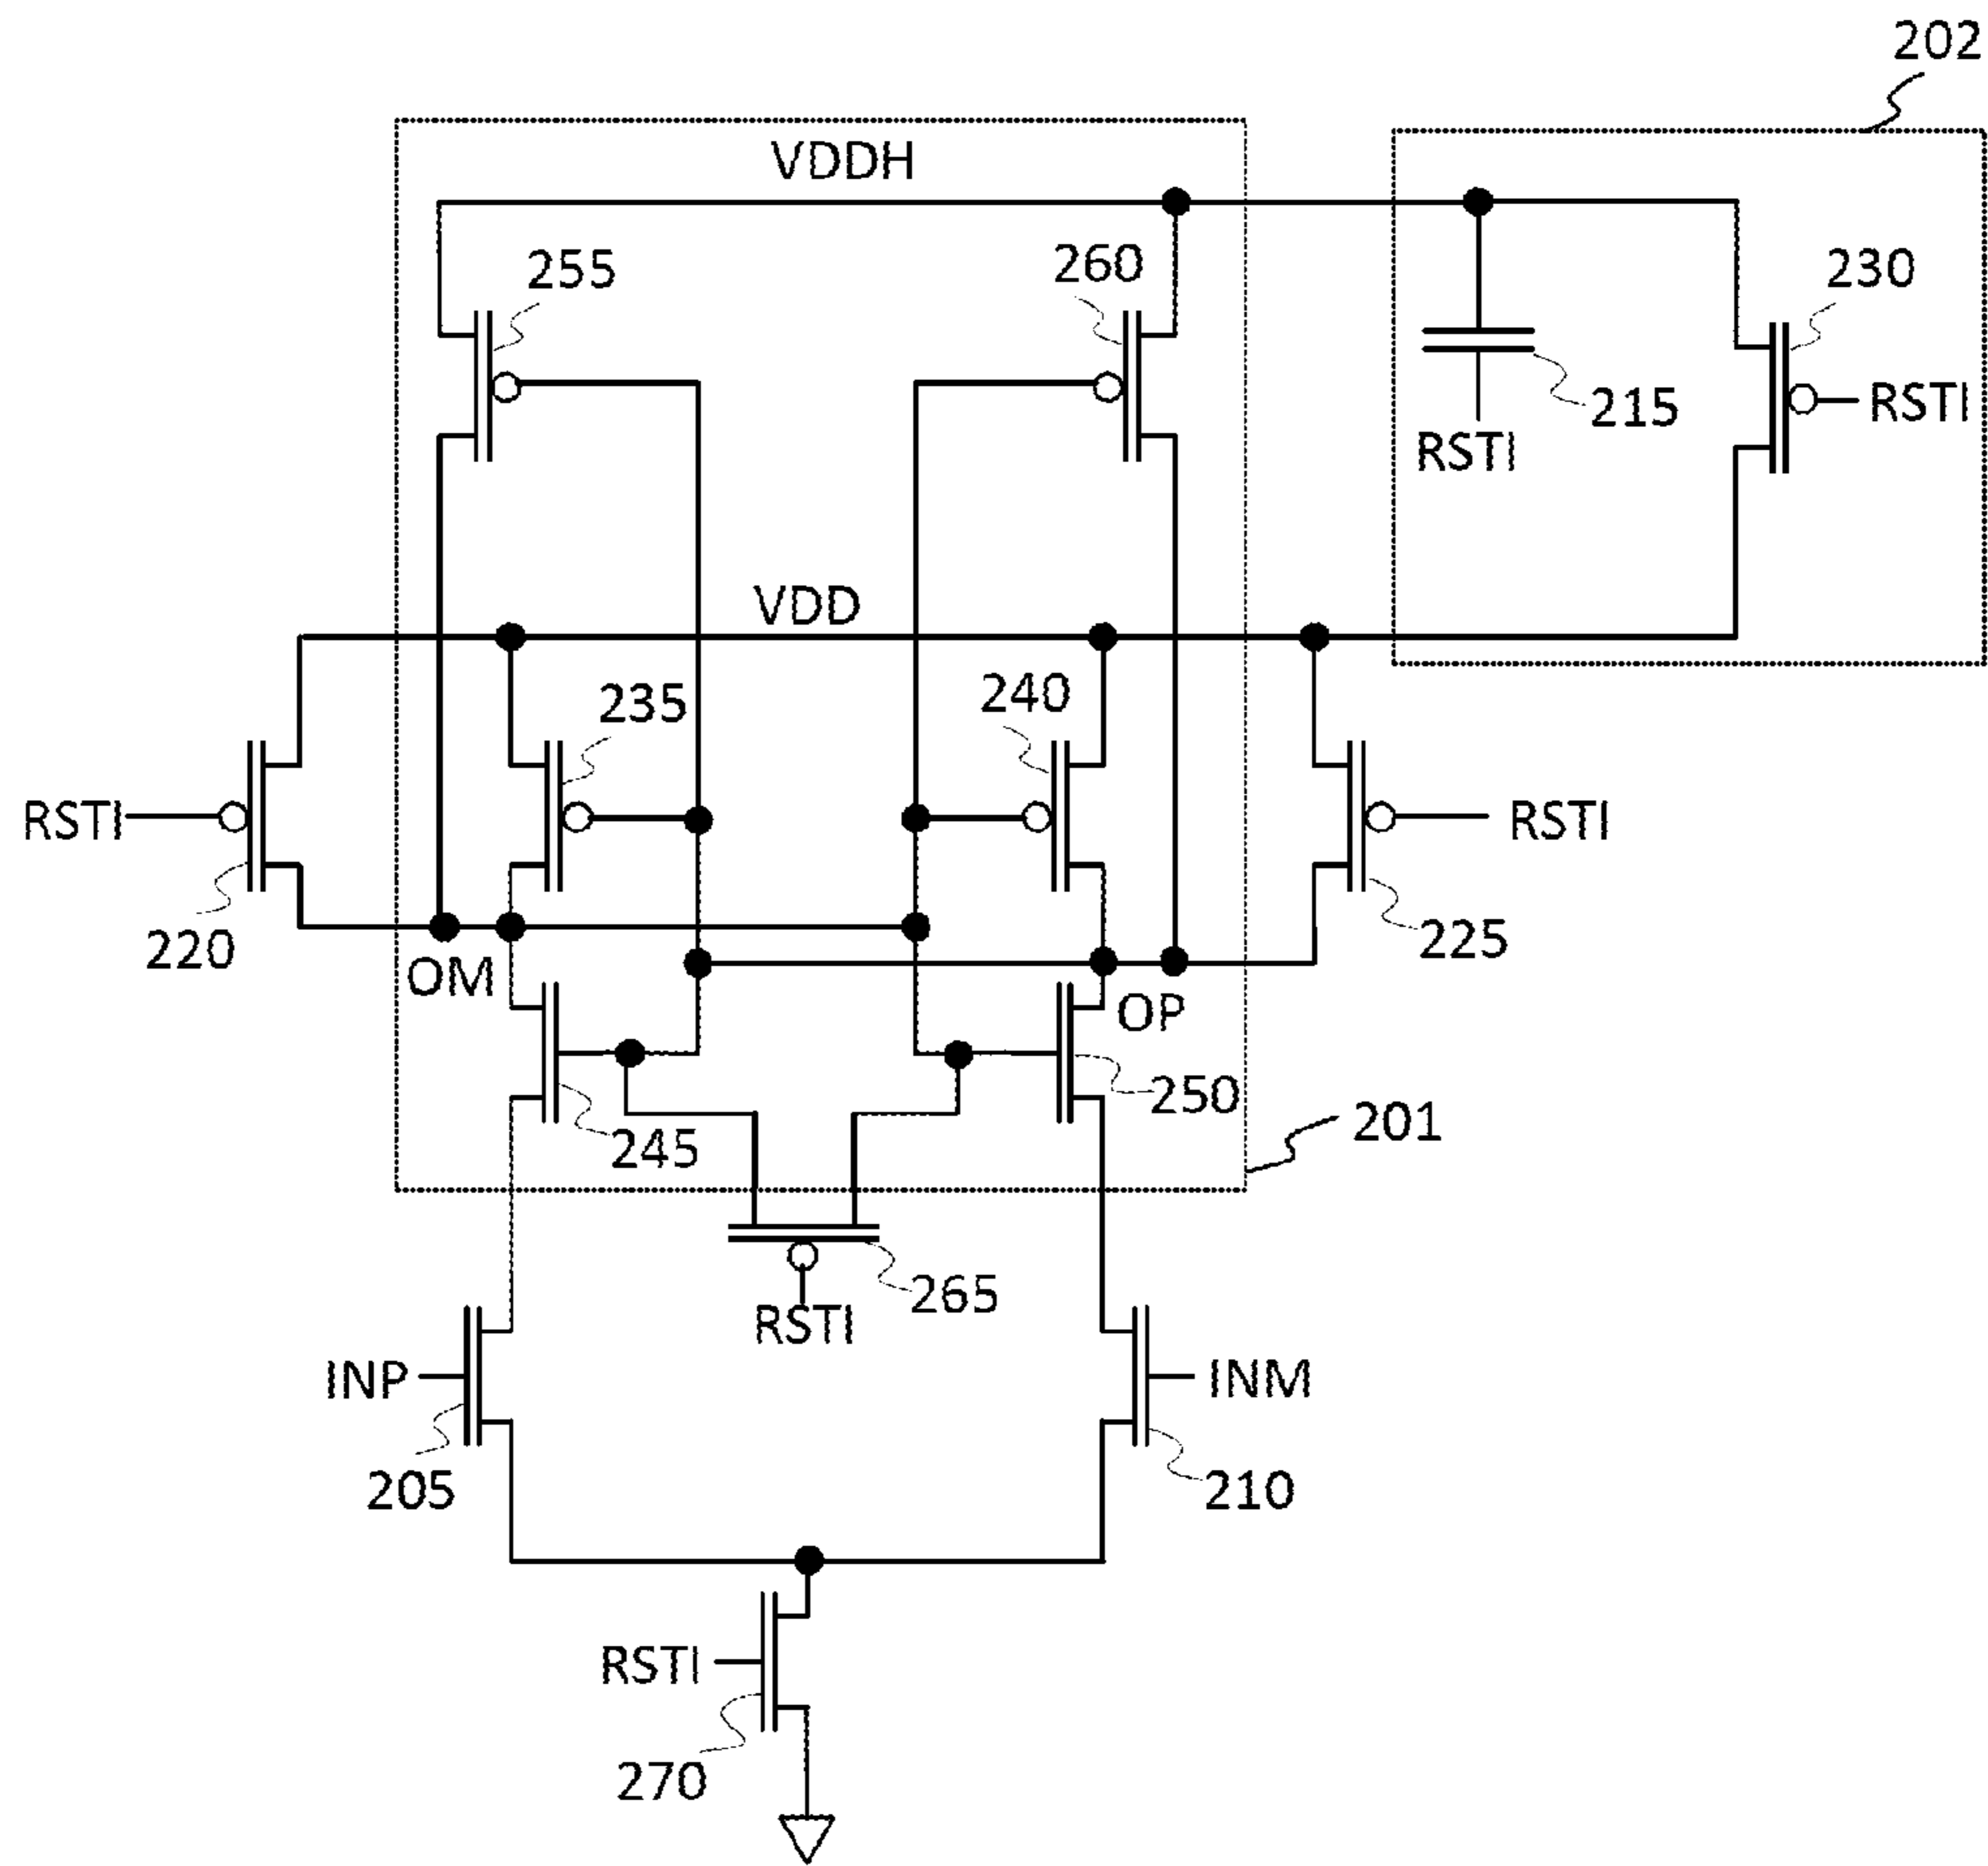 202
VDDH
255
260
230
RSTI
215
RSTI
VDD
235
240
RSTI
RSTI
220
OM
225
OP
250
201
245
265
RSTI
INP
INM
205
210
RSTI
270